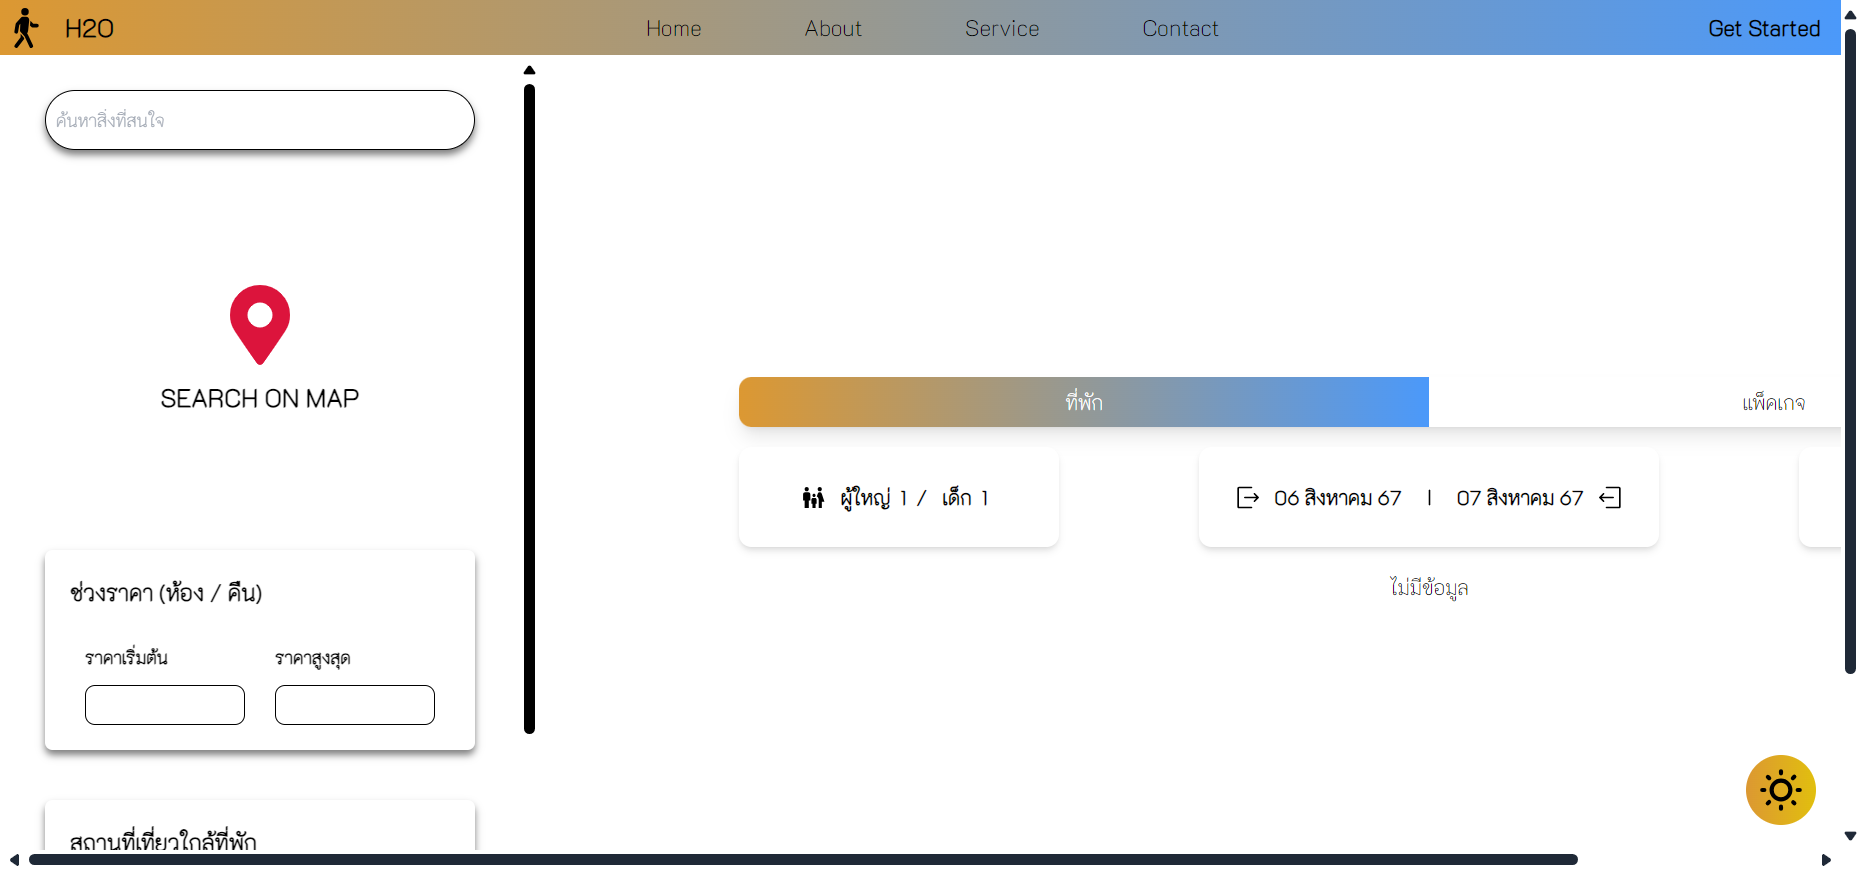 H2O
Home About Service Contact
Get Started
ค้นหาสิ่งที่สนใจ
SEARCH ON MAP
ช่วงราคา (ห้อง / คืน)
ราคาเริ่มต้น ราคาสูงสุด
สถานที่เที่ยวใกล้ที่พัก
ที่พัก แพ็คเกจ
ผู้ใหญ่ 1 / เด็ก 1
06 สิงหาคม 67 | 07 สิงหาคม 67
ไม่มีข้อมูล